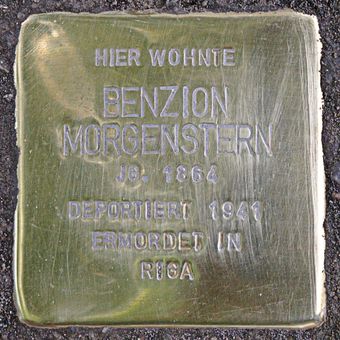 HIER WOHNTE
BENZION
MORGENSTERN
JG. 1864
DEPORTIERT 1941
ERMORDET IN
RIGA